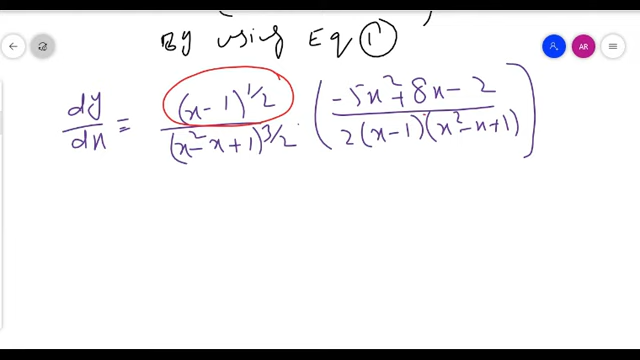 By using Eq ①
dy/dx = (x-1)^1/2 / (x²-x+1)^3/2 · ( -5x²+8x-2 / 2(x-1)(x²-x+1) )
AR